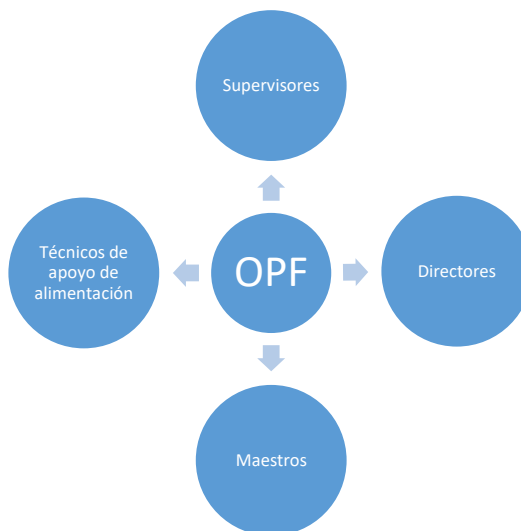 Supervisores
Técnicos de
apoyo de
alimentación
OPF
Directores
Maestros